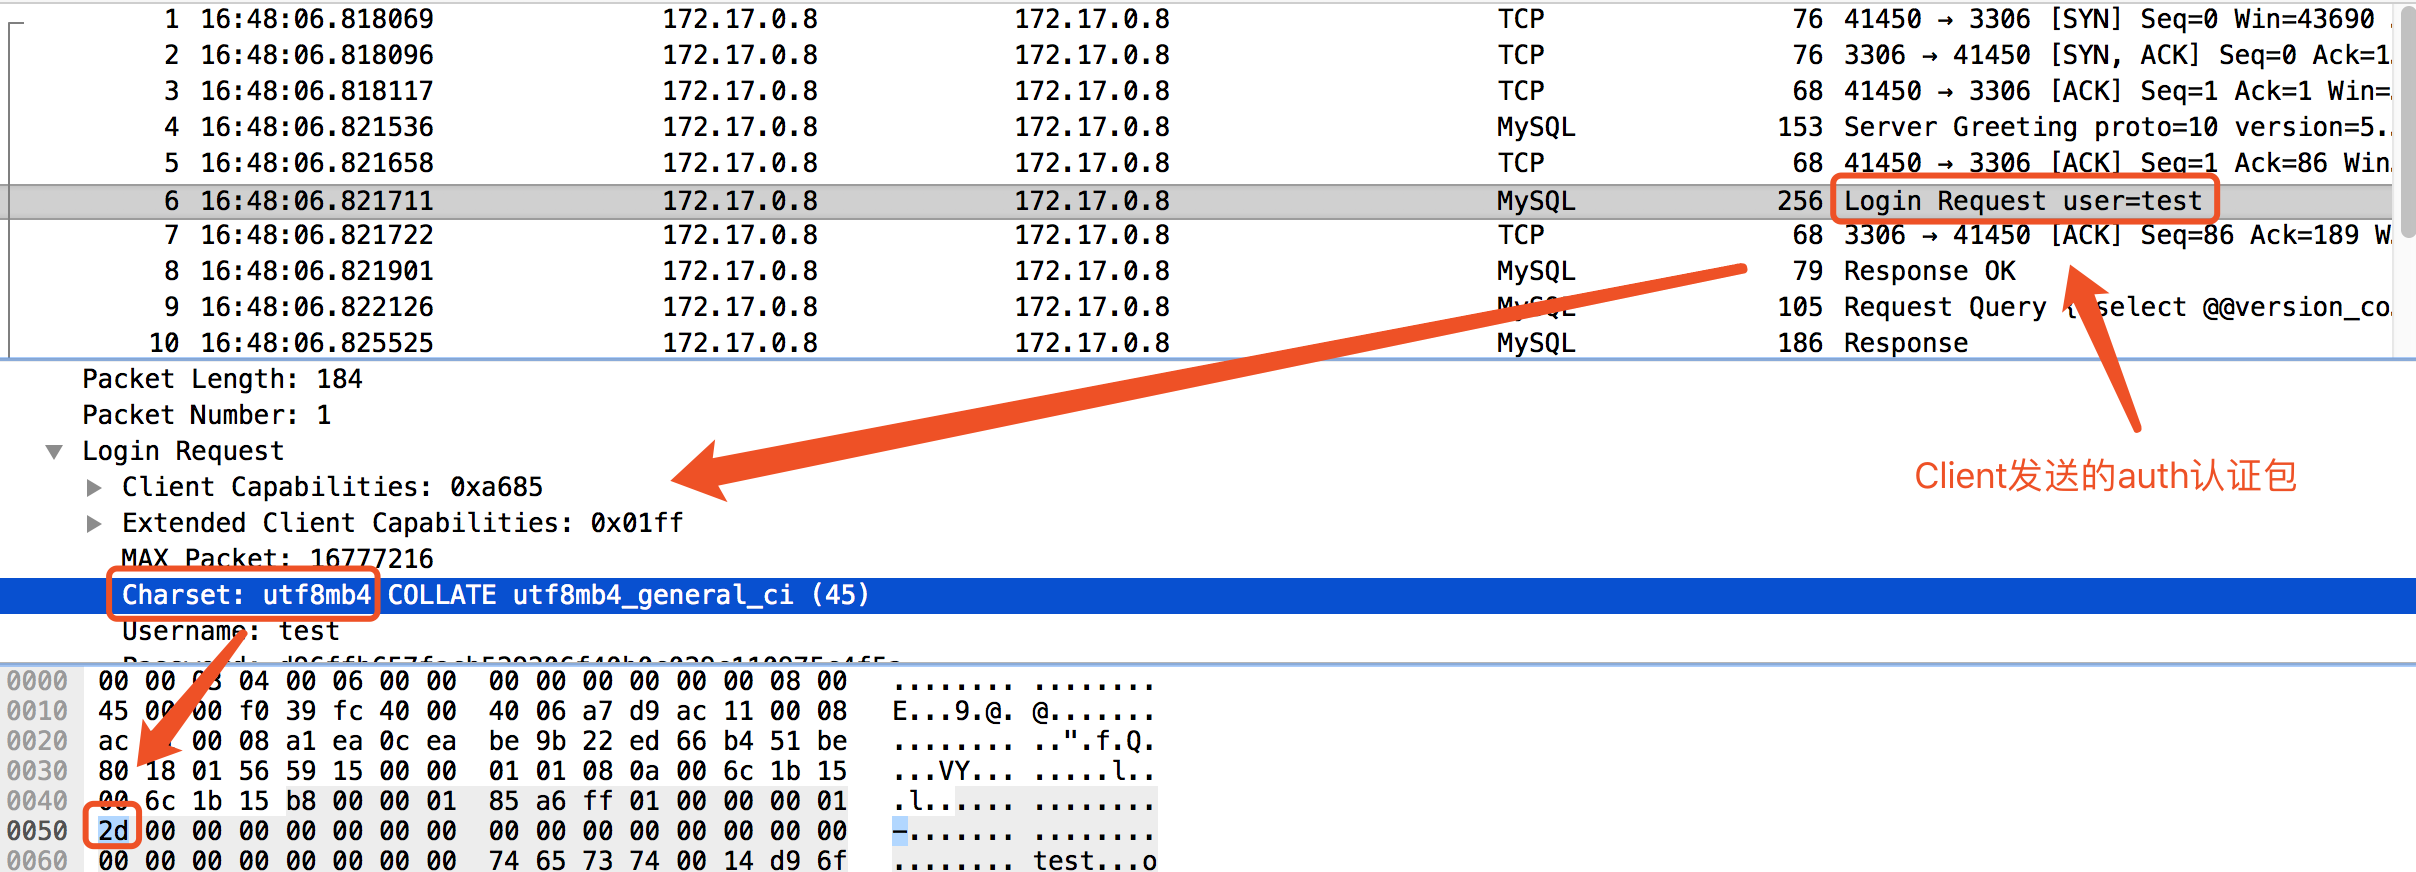 1 16:48:06.818069 172.17.0.8 172.17.0.8 TCP 76 41450 → 3306 [SYN] Seq=0 Win=43690 …
2 16:48:06.818096 172.17.0.8 172.17.0.8 TCP 76 3306 → 41450 [SYN, ACK] Seq=0 Ack=1…
3 16:48:06.818117 172.17.0.8 172.17.0.8 TCP 68 41450 → 3306 [ACK] Seq=1 Ack=1 Win=…
4 16:48:06.821536 172.17.0.8 172.17.0.8 MySQL 153 Server Greeting proto=10 version=5.…
5 16:48:06.821658 172.17.0.8 172.17.0.8 TCP 68 41450 → 3306 [ACK] Seq=1 Ack=86 Win…
6 16:48:06.821711 172.17.0.8 172.17.0.8 MySQL 256 Login Request user=test
7 16:48:06.821722 172.17.0.8 172.17.0.8 TCP 68 3306 → 41450 [ACK] Seq=86 Ack=189 W…
8 16:48:06.821901 172.17.0.8 172.17.0.8 MySQL 79 Response OK
9 16:48:06.822126 172.17.0.8 172.17.0.8 MySQL 105 Request Query { select @@version_co…
10 16:48:06.825525 172.17.0.8 172.17.0.8 MySQL 186 Response
Client发送的auth认证包
Packet Length: 184
Packet Number: 1
Login Request
Client Capabilities: 0xa685
Extended Client Capabilities: 0x01ff
MAX Packet: 16777216
Charset: utf8mb4 COLLATE utf8mb4_general_ci (45)
Username: test
0000 00 00 03 04 00 06 00 00 00 00 00 00 00 00 08 00 ........ ........
0010 45 00 00 f0 39 fc 40 00 40 06 a7 d9 ac 11 00 08 E...9.@. @.......
0020 ac 00 08 a1 ea 0c ea be 9b 22 ed 66 b4 51 be ........ ..".f.Q.
0030 80 18 01 56 59 15 00 00 01 01 08 0a 00 6c 1b 15 ...VY... .....l..
0040 00 6c 1b 15 b8 00 00 01 85 a6 ff 01 00 00 00 01 .l...... ........
0050 2d 00 00 00 00 00 00 00 00 00 00 00 00 00 00 00 -....... ........
0060 00 00 00 00 00 00 00 00 74 65 73 74 00 14 d9 6f ........ test...o